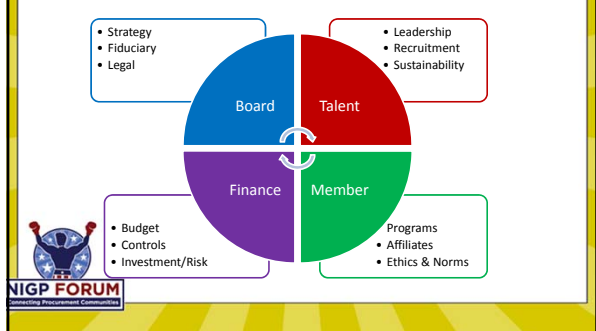 • Strategy
• Fiduciary
• Legal
• Leadership
• Recruitment
• Sustainability
Board
Talent
Finance
Member
• Budget
• Controls
• Investment/Risk
Programs
• Affiliates
• Ethics & Norms
NIGP FORUM
Connecting Procurement Communities